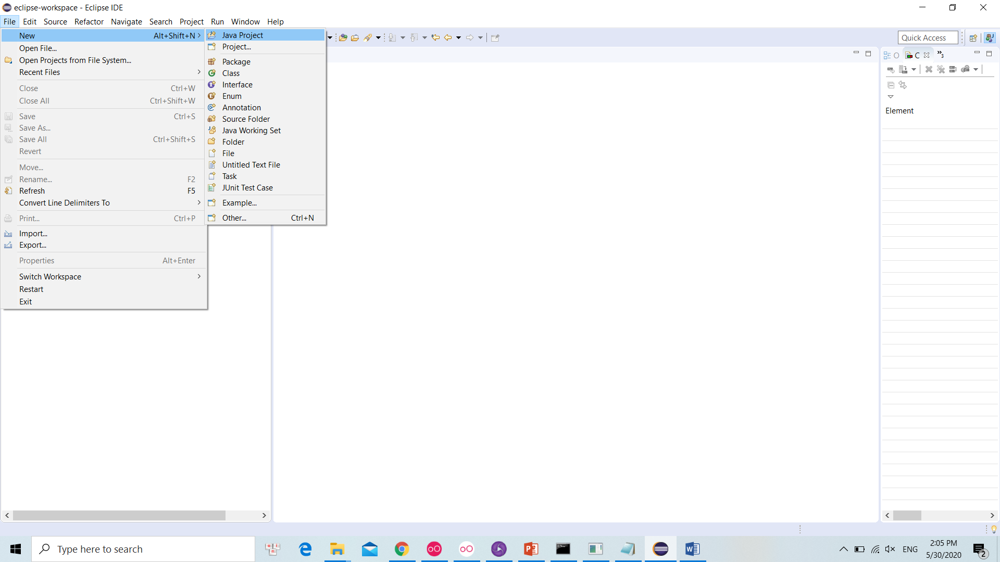 eclipse-workspace - Eclipse IDE
File Edit Source Refactor Navigate Search Project Run Window Help
New Alt+Shift+N
Open File...
Open Projects from File System...
Recent Files
Close Ctrl+W
Close All Ctrl+Shift+W
Save Ctrl+S
Save As...
Save All Ctrl+Shift+S
Revert
Move...
Rename... F2
Refresh F5
Convert Line Delimiters To
Print... Ctrl+P
Import...
Export...
Properties Alt+Enter
Switch Workspace
Restart
Exit
Java Project
Project...
Package
Class
Interface
Enum
Annotation
Source Folder
Java Working Set
Folder
File
Untitled Text File
Task
JUnit Test Case
Example...
Other... Ctrl+N
Quick Access
O C 3
Element
Type here to search
ENG
2:05 PM
5/30/2020
2